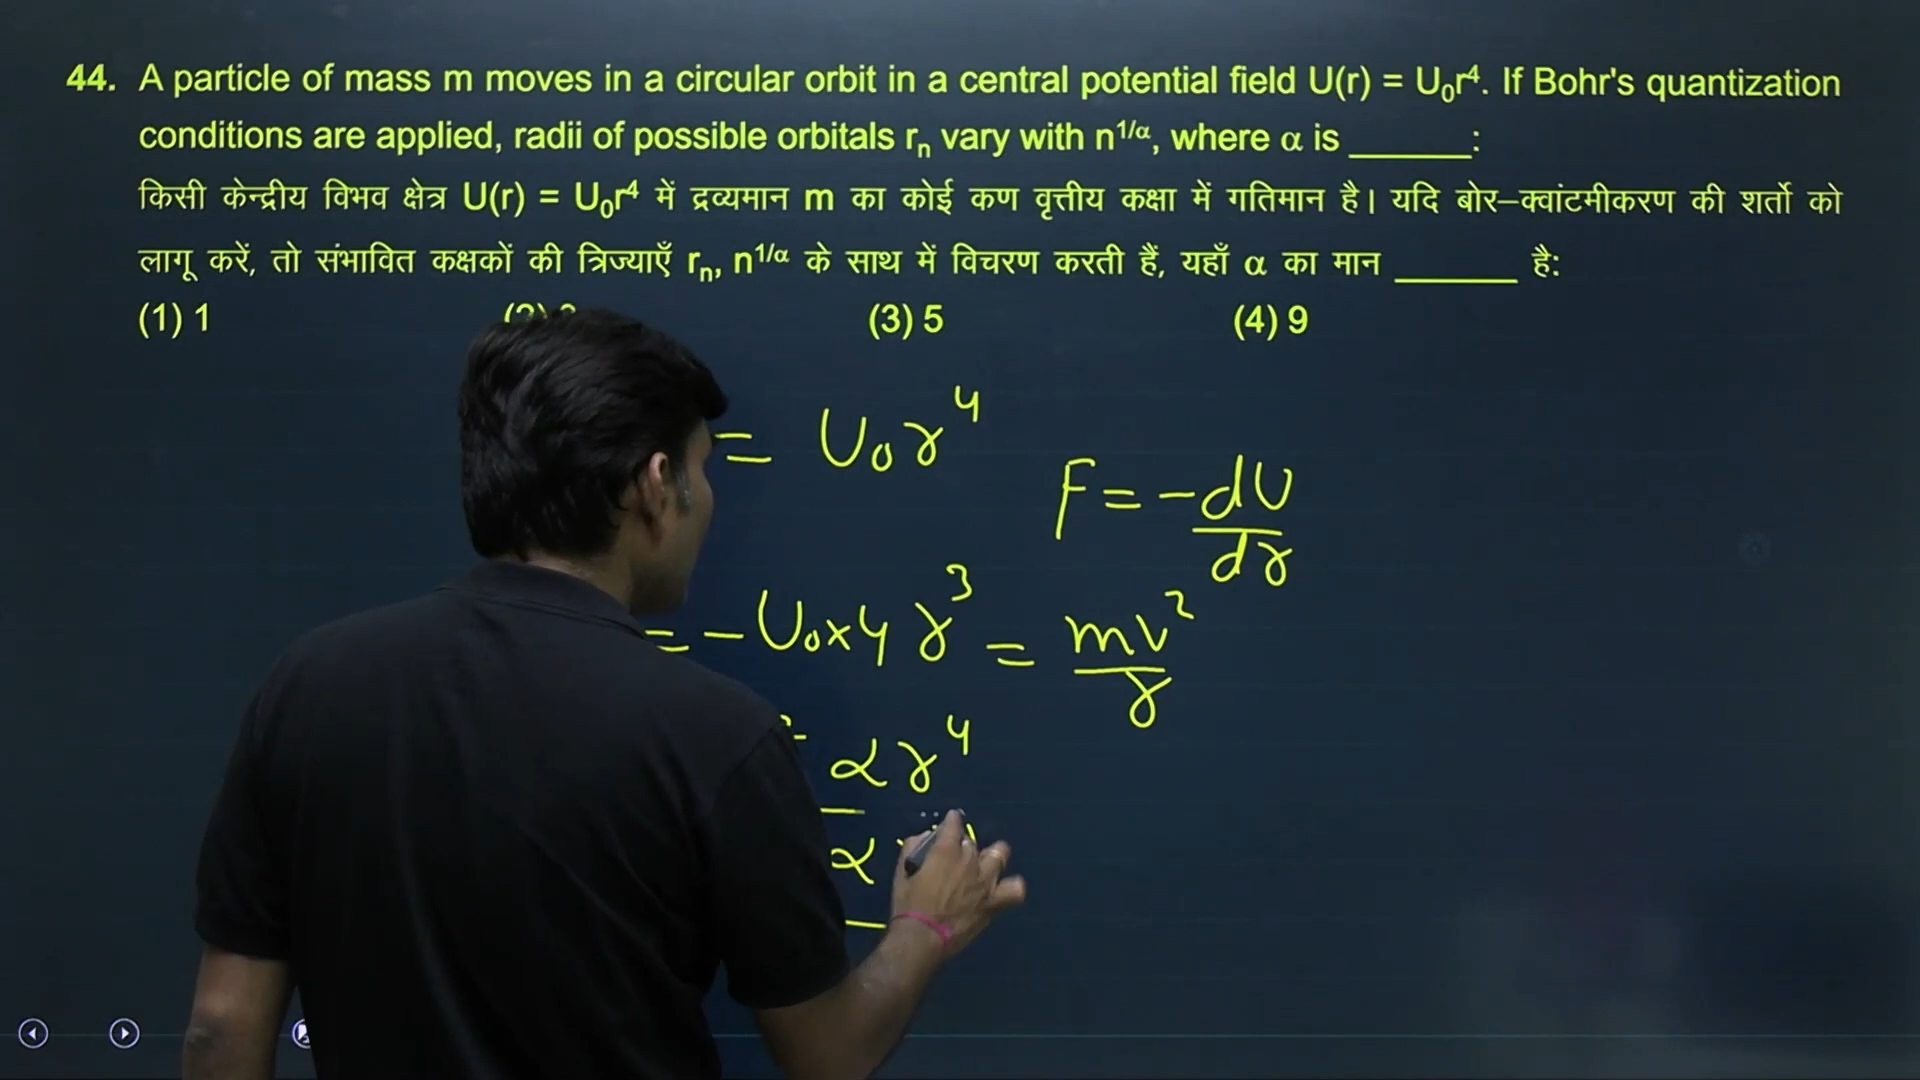 44. A particle of mass m moves in a circular orbit in a central potential field U(r) = U₀r⁴. If Bohr's quantization
conditions are applied, radii of possible orbitals rₙ vary with n^1/α, where α is ______:
किसी केन्द्रीय विभव क्षेत्र U(r) = U₀r⁴ में द्रव्यमान m का कोई कण वृत्तीय कक्षा में गतिमान है। यदि बोर–क्वांटमीकरण की शर्तो को
लागू करें, तो संभावित कक्षकों की त्रिज्याएँ rₙ, n^1/α के साथ में विचरण करती हैं, यहाँ α का मान ______ है:
(1) 1 (2) (3) 5 (4) 9
= U₀r⁴
F = -dU/dr
= - U₀×4 r³ = mv²/r
α r⁴
α